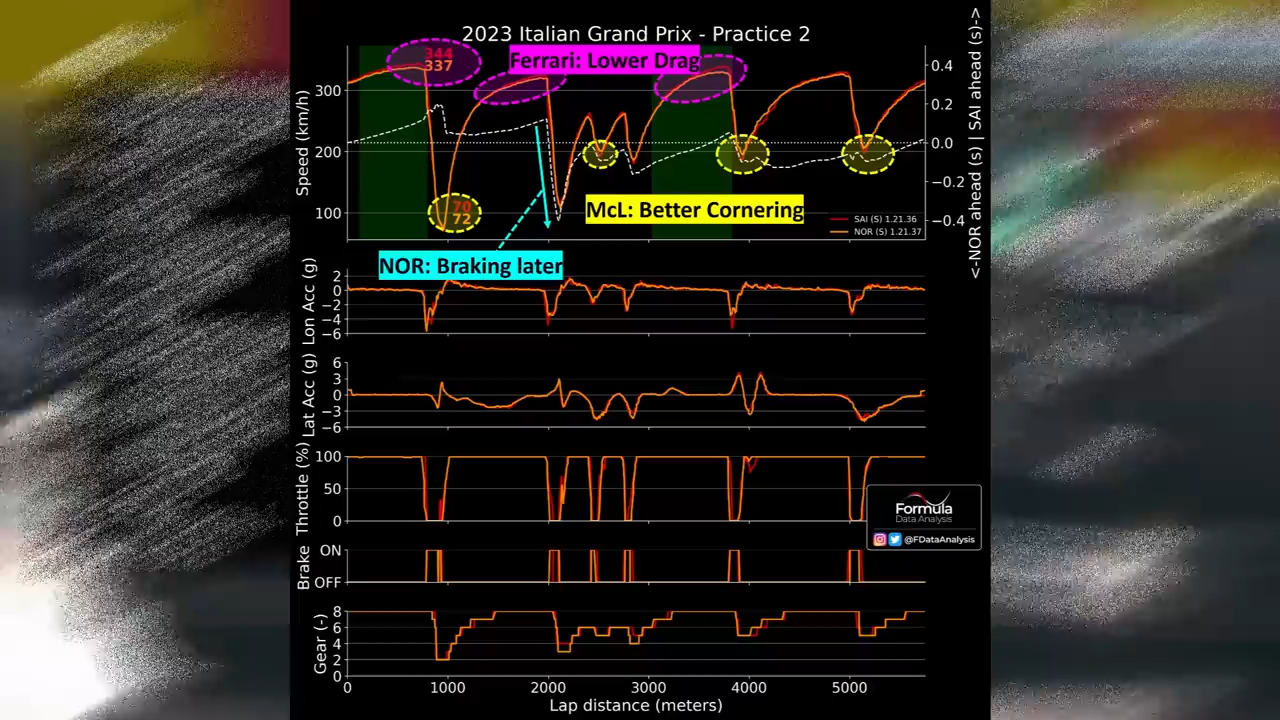 2023 Italian Grand Prix - Practice 2
344
337
Ferrari: Lower Drag
Speed (km/h)
300
200
100
0.4
0.2
0.0
−0.2
−0.4
<-NOR ahead (s) | SAI ahead (s)->
70
72
McL: Better Cornering
SAI (S) 1.21.36
NOR (S) 1.21.37
NOR: Braking later
Lon Acc (g)
2
0
−2
−4
−6
Lat Acc (g)
6
3
0
−3
−6
Throttle (%)
100
50
0
Formula
Data Analysis
@FDataAnalysis
Brake
ON
OFF
Gear (-)
8
6
4
2
0
0 1000 2000 3000 4000 5000
Lap distance (meters)